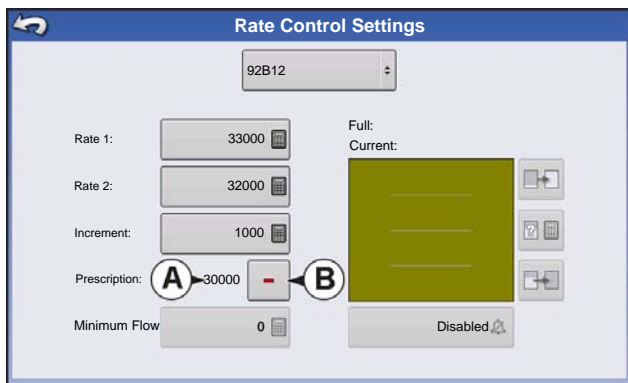 Rate Control Settings
92B12
Full:
Current:
Rate 1: 33000
Rate 2: 32000
Increment: 1000
Prescription: A 30000 - B
Minimum Flow 0
Disabled